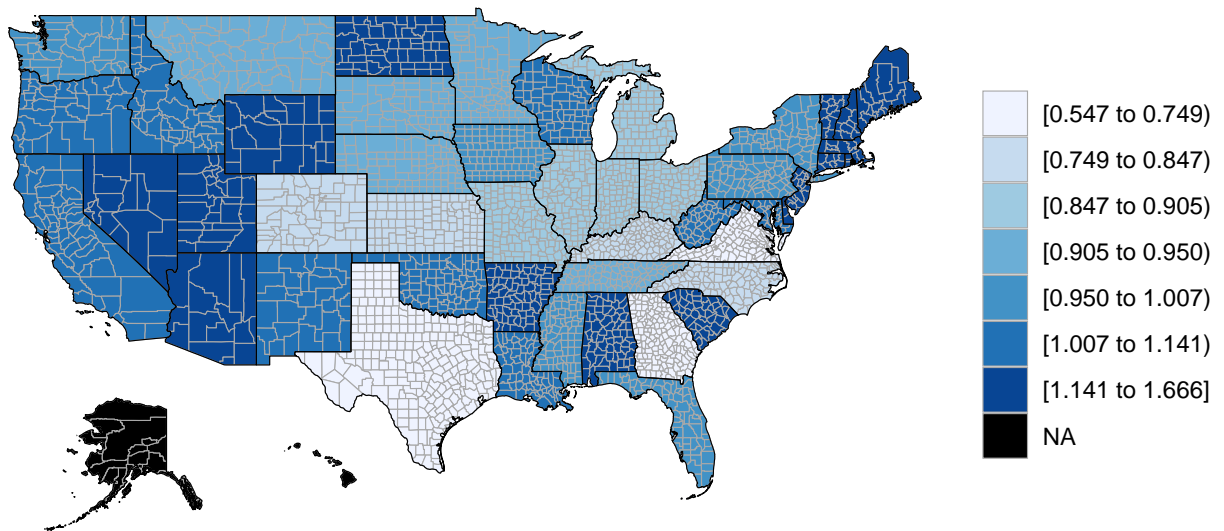 [0.547 to 0.749)
[0.749 to 0.847)
[0.847 to 0.905)
[0.905 to 0.950)
[0.950 to 1.007)
[1.007 to 1.141)
[1.141 to 1.666]
NA